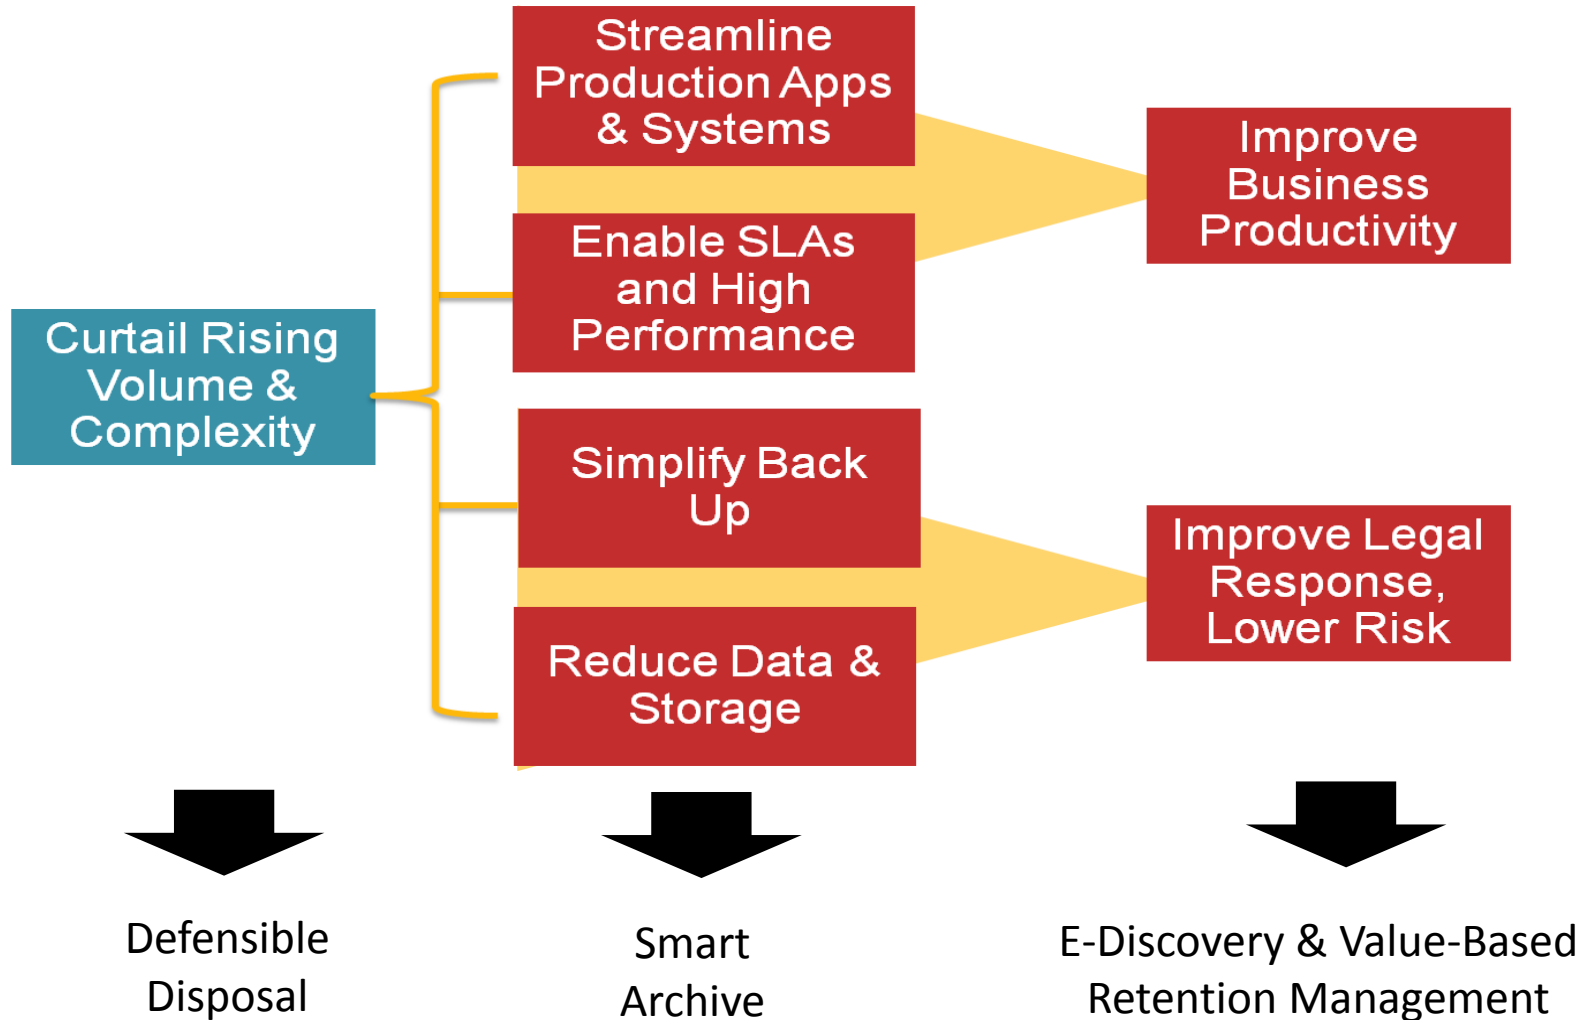 Streamline
Production Apps
& Systems
Improve
Business
Productivity
Enable SLAs
and High
Performance
Curtail Rising
Volume &
Complexity
Simplify Back
Up
Improve Legal
Response,
Lower Risk
Reduce Data &
Storage
Defensible
Disposal
Smart
Archive
E-Discovery & Value-Based
Retention Management